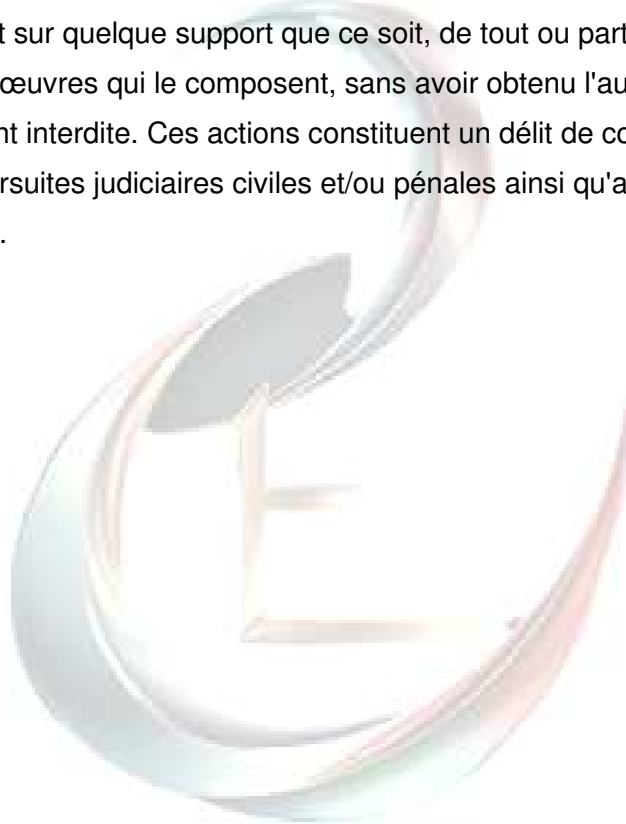 t sur quelque support que ce soit, de tout ou part
œuvres qui le composent, sans avoir obtenu l'au
nt interdite. Ces actions constituent un délit de co
rsuites judiciaires civiles et/ou pénales ainsi qu'a
.